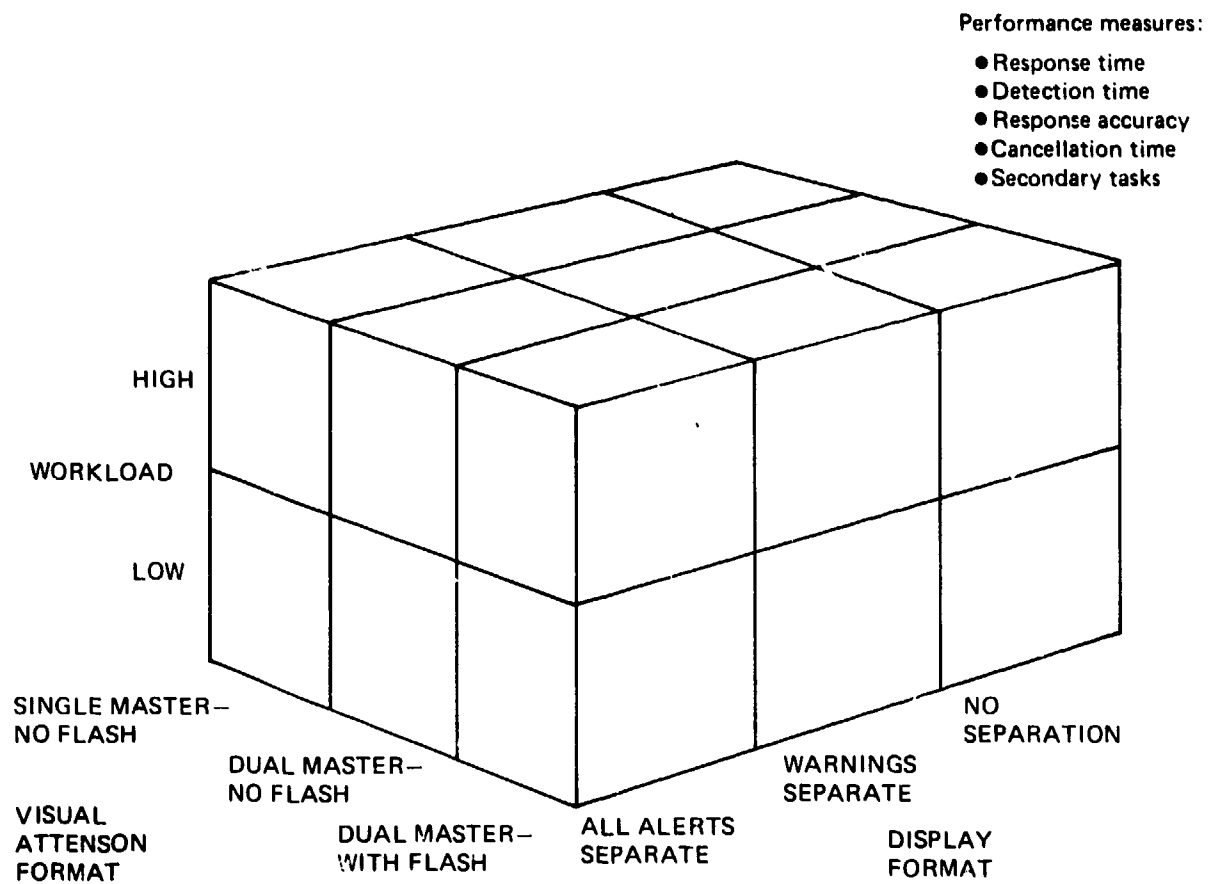 Performance measures:
● Response time
● Detection time
● Response accuracy
● Cancellation time
● Secondary tasks
HIGH
WORKLOAD
LOW
SINGLE MASTER—
NO FLASH
DUAL MASTER—
NO FLASH
DUAL MASTER—
WITH FLASH
VISUAL
ATTENSON
FORMAT
ALL ALERTS
SEPARATE
WARNINGS
SEPARATE
NO
SEPARATION
DISPLAY
FORMAT